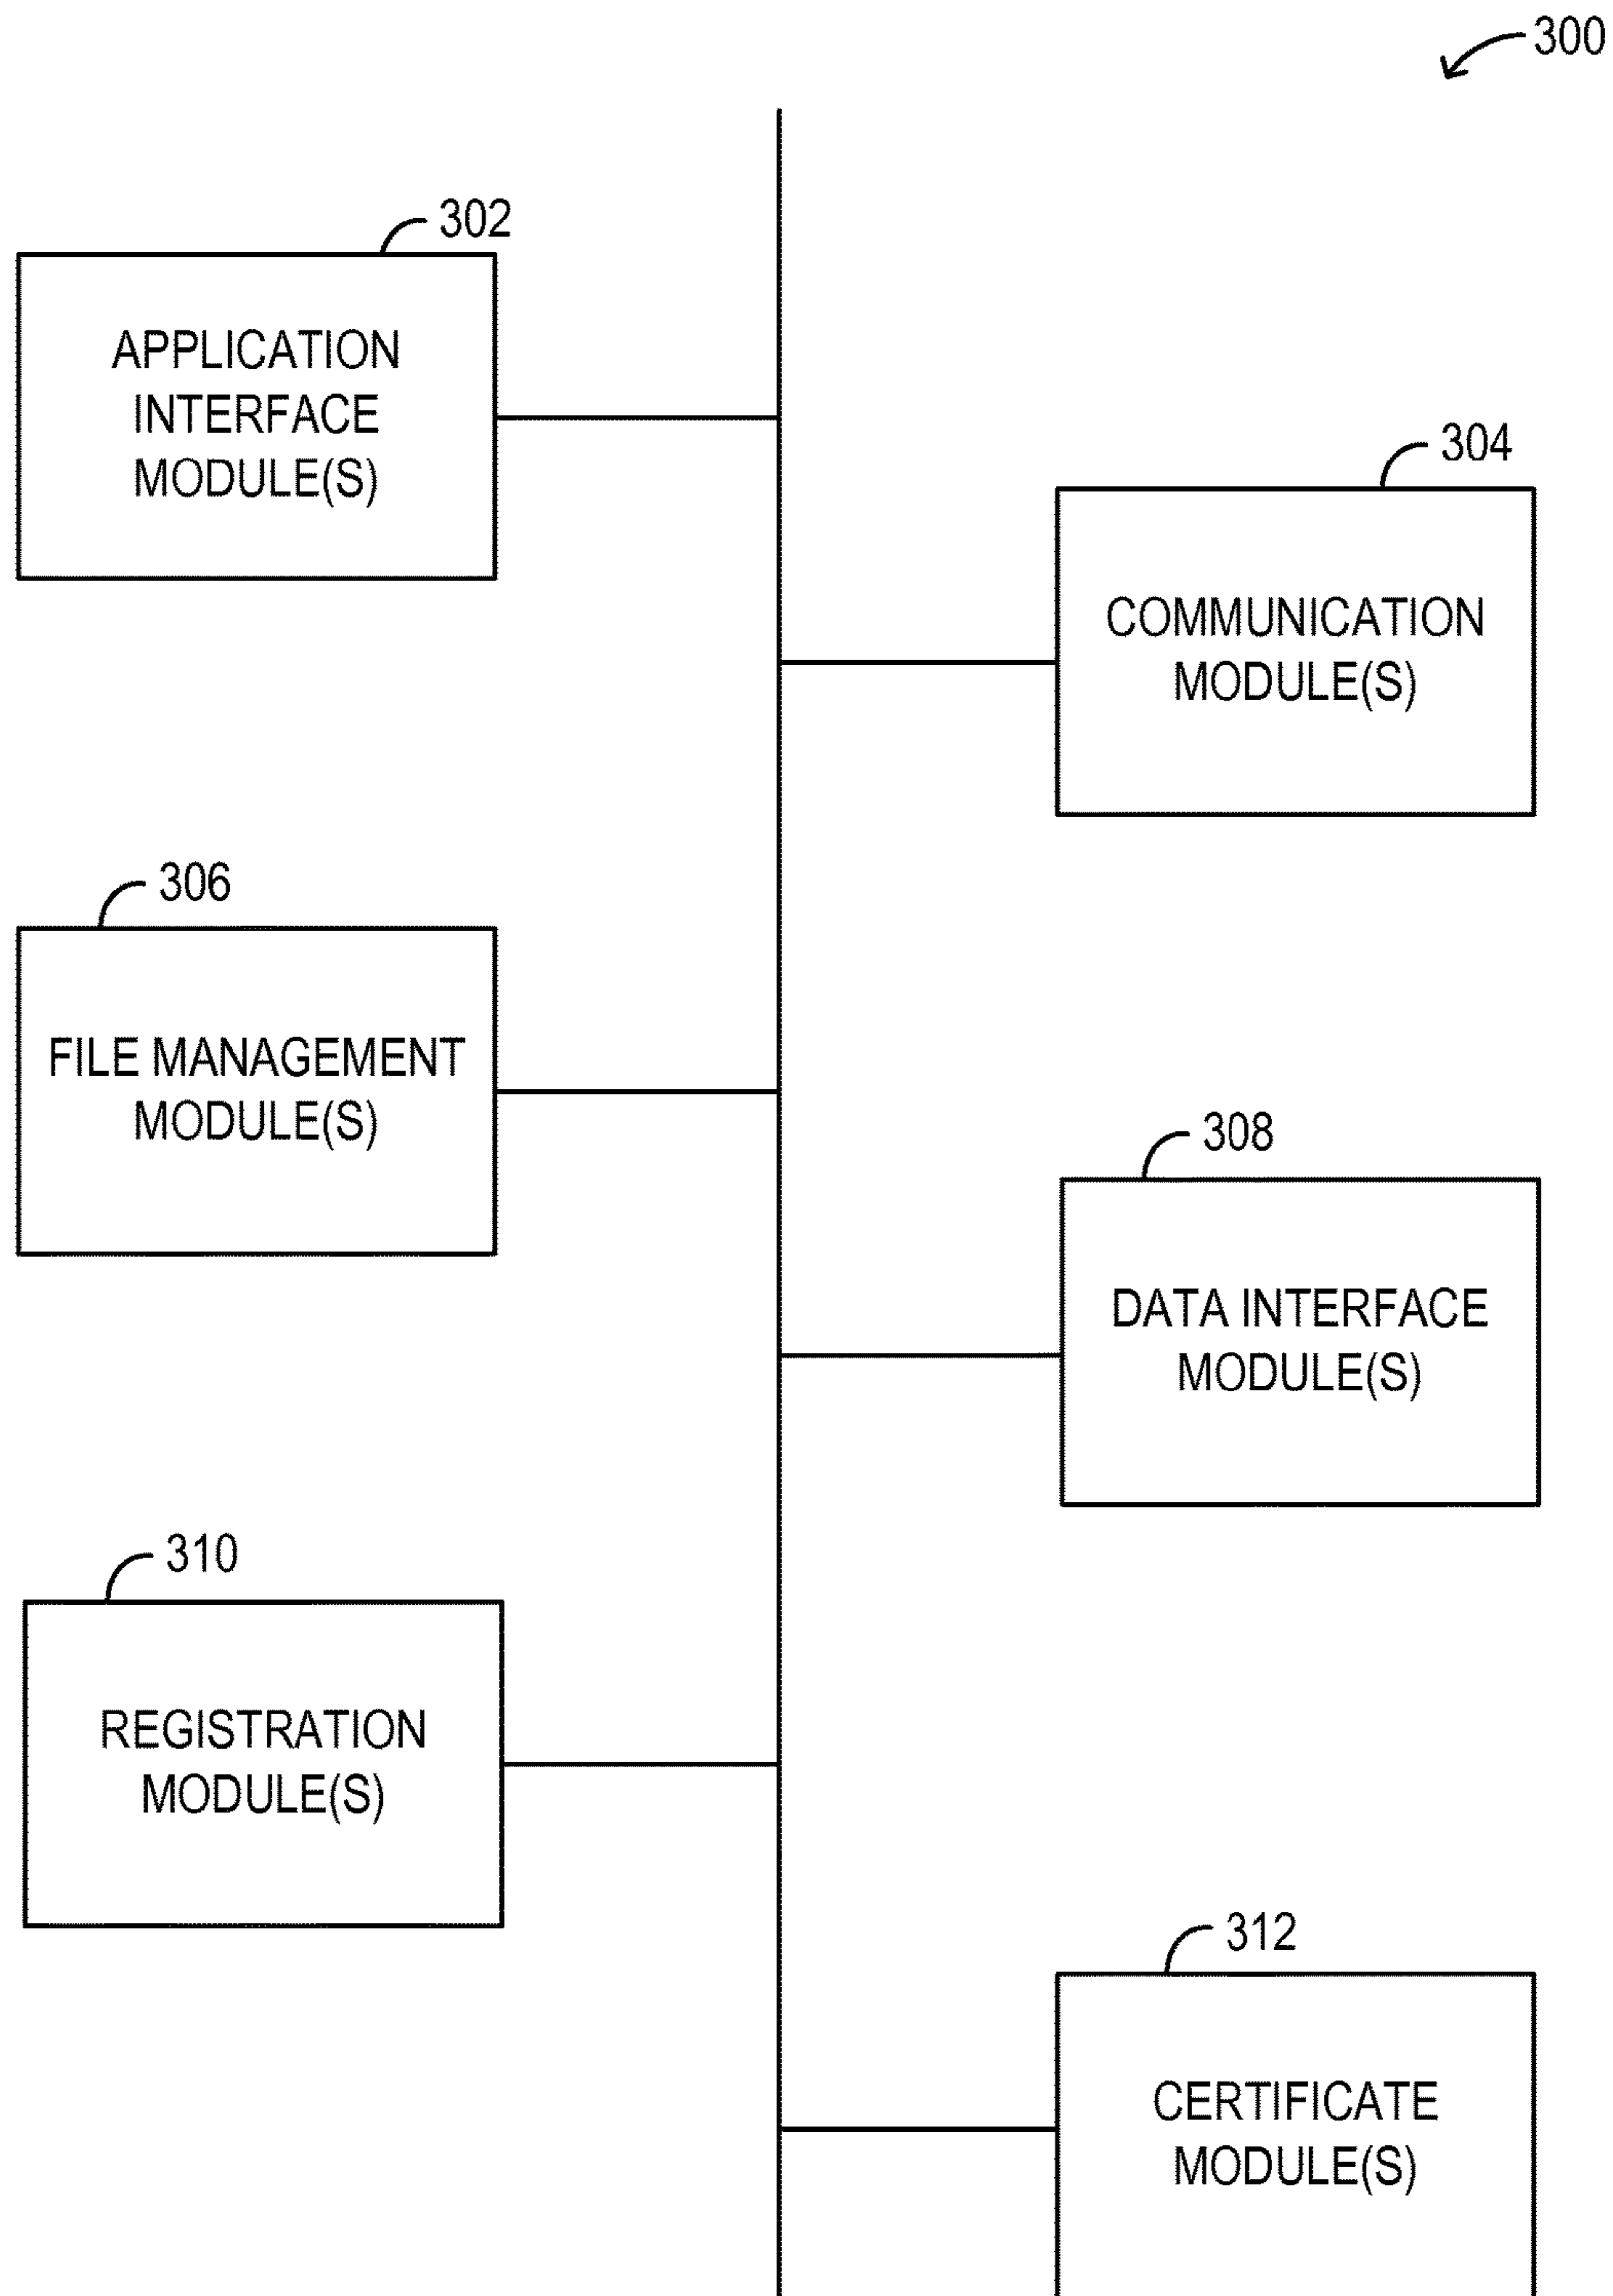 300
302
APPLICATION
INTERFACE
MODULE(S)
304
COMMUNICATION
MODULE(S)
306
FILE MANAGEMENT
MODULE(S)
308
DATA INTERFACE
MODULE(S)
310
REGISTRATION
MODULE(S)
312
CERTIFICATE
MODULE(S)